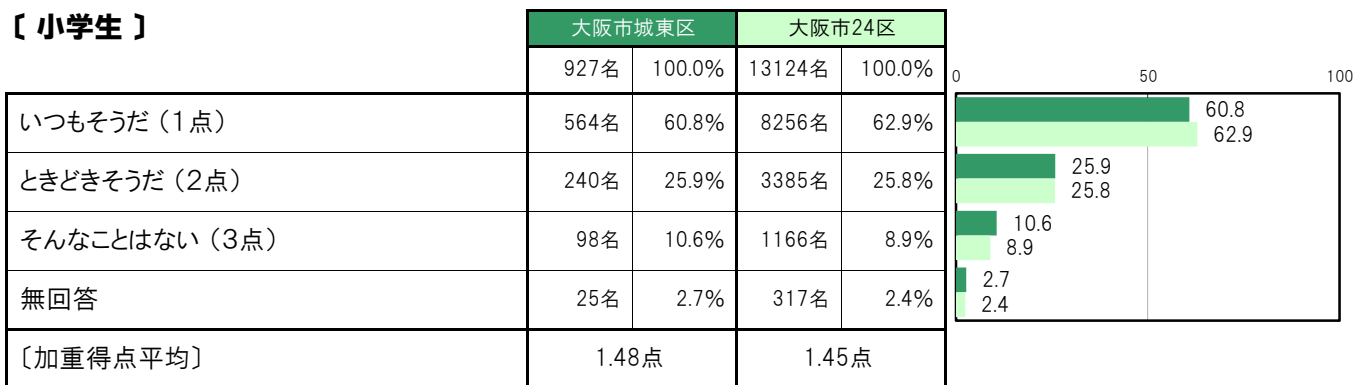 〔 小学生 〕
大阪市城東区 大阪市24区
927名 100.0% 13124名 100.0%
0 50 100
いつもそうだ（1点） 564名 60.8% 8256名 62.9%
60.8
62.9
ときどきそうだ（2点） 240名 25.9% 3385名 25.8%
25.9
25.8
そんなことはない（3点） 98名 10.6% 1166名 8.9%
10.6
8.9
無回答 25名 2.7% 317名 2.4%
2.7
2.4
〔加重得点平均〕 1.48点 1.45点